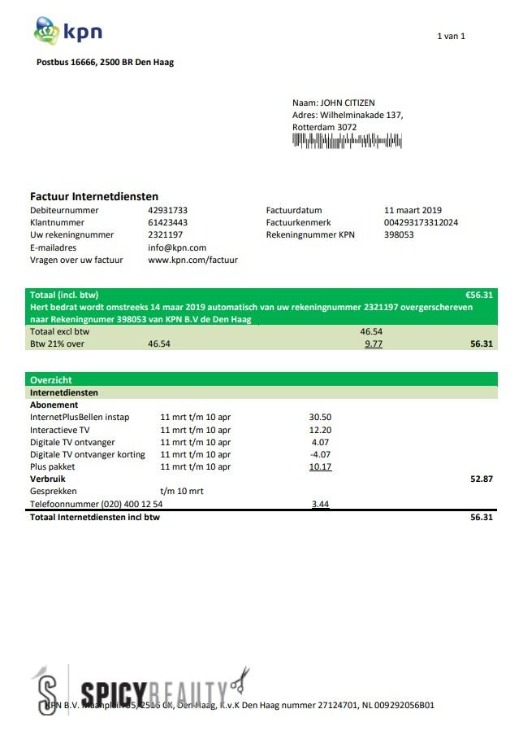 kpn
1 van 1
Postbus 16666, 2500 BR Den Haag
Naam: JOHN CITIZEN
Adres: Wilhelminakade 137,
Rotterdam 3072
Factuur Internetdiensten
Debiteurnummer 42931733 Factuurdatum 11 maart 2019
Klantnummer 61423443 Factuurkenmerk 004293173312024
Uw rekeningnummer 2321197 Rekeningnummer KPN 398053
E-mailadres info@kpn.com
Vragen over uw factuur www.kpn.com/factuur
Totaal (incl. btw) €56.31
Hert bedrat wordt omstreeks 14 maar 2019 automatisch van uw rekeningnummer 2321197 overgerschereven
naar Rekeningnumer 398053 van KPN B.V de Den Haag
Totaal excl btw 46.54
Btw 21% over 46.54 9.77 56.31
Overzicht
Internetdiensten
Abonement
InternetPlusBellen instap 11 mrt t/m 10 apr 30.50
Interactieve TV 11 mrt t/m 10 apr 12.20
Digitale TV ontvanger 11 mrt t/m 10 apr 4.07
Digitale TV ontvanger korting 11 mrt t/m 10 apr -4.07
Plus pakket 11 mrt t/m 10 apr 10.17
Verbruik 52.87
Gesprekken t/m 10 mrt
Telefoonnummer (020) 400 12 54 3.44
Totaal Internetdiensten incl btw 56.31
SPICYBEAUTY
KPN B.V. Maanplein 55, 2516 CK, Den Haag, K.v.K Den Haag nummer 27124701, NL 009292056B01